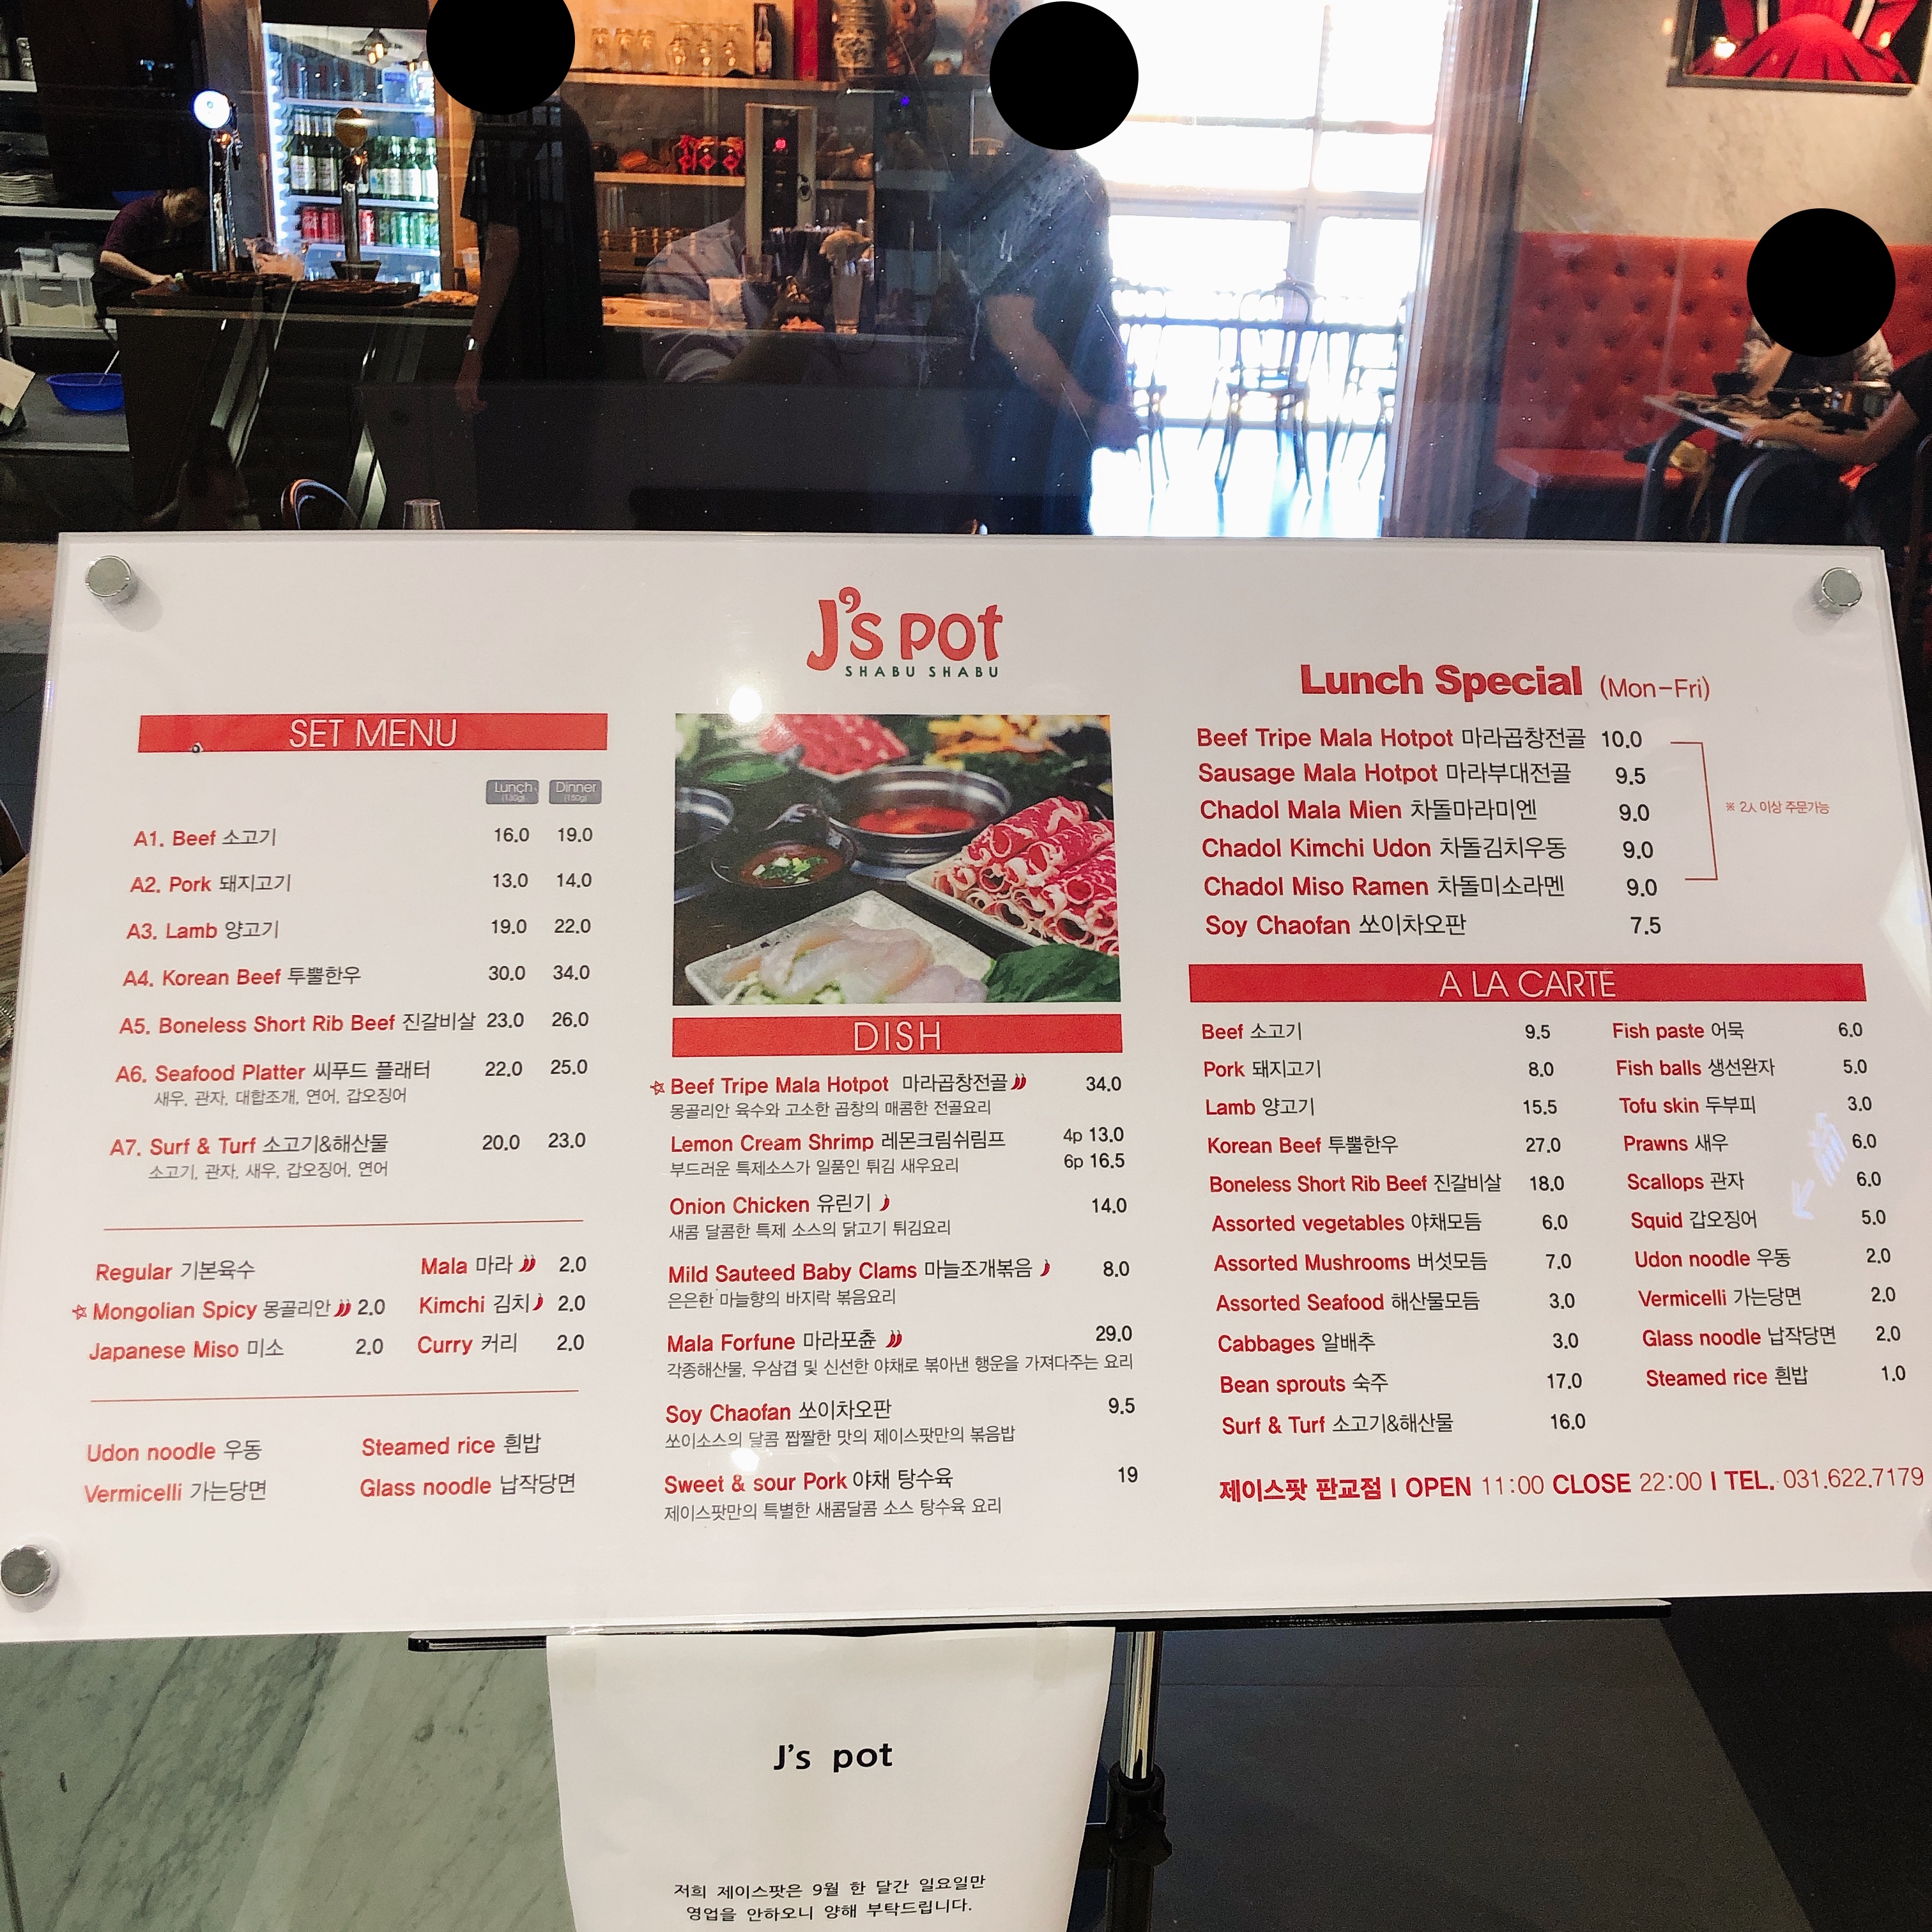 J's pot
SHABU SHABU
SET MENU
Lunch Dinner
(130g) (150g)
A1. Beef 소고기 16.0 19.0
A2. Pork 돼지고기 13.0 14.0
A3. Lamb 양고기 19.0 22.0
A4. Korean Beef 투뿔한우 30.0 34.0
A5. Boneless Short Rib Beef 진갈비살 23.0 26.0
A6. Seafood Platter 씨푸드 플래터 22.0 25.0
새우, 관자, 대합조개, 연어, 갑오징어
A7. Surf & Turf 소고기&해산물 20.0 23.0
소고기, 관자, 새우, 갑오징어, 연어
Regular 기본육수 Mala 마라 2.0
Mongolian Spicy 몽골리안 2.0 Kimchi 김치 2.0
Japanese Miso 미소 2.0 Curry 커리 2.0
Udon noodle 우동 Steamed rice 흰밥
Vermicelli 가는당면 Glass noodle 납작당면
DISH
Beef Tripe Mala Hotpot 마라곱창전골 34.0
몽골리안 육수와 고소한 곱창의 매콤한 전골요리
Lemon Cream Shrimp 레몬크림쉬림프 4p 13.0
부드러운 특제소스가 일품인 튀김 새우요리 6p 16.5
Onion Chicken 유린기 14.0
새콤 달콤한 특제 소스의 닭고기 튀김요리
Mild Sauteed Baby Clams 마늘조개볶음 8.0
은은한 마늘향의 바지락 볶음요리
Mala Forfune 마라포춘 29.0
각종해산물, 우삼겹 및 신선한 야채로 볶아낸 행운을 가져다주는 요리
Soy Chaofan 쏘이차오판 9.5
쏘이소스의 달콤 짭짤한 맛의 제이스팟만의 볶음밥
Sweet & sour Pork 야채 탕수육 19
제이스팟만의 특별한 새콤달콤 소스 탕수육 요리
Lunch Special (Mon-Fri)
Beef Tripe Mala Hotpot 마라곱창전골 10.0
Sausage Mala Hotpot 마라부대전골 9.5
Chadol Mala Mien 차돌마라미엔 9.0
※ 2人 이상 주문가능
Chadol Kimchi Udon 차돌김치우동 9.0
Chadol Miso Ramen 차돌미소라멘 9.0
Soy Chaofan 쏘이차오판 7.5
A LA CARTE
Beef 소고기 9.5 Fish paste 어묵 6.0
Pork 돼지고기 8.0 Fish balls 생선완자 5.0
Lamb 양고기 15.5 Tofu skin 두부피 3.0
Korean Beef 투뿔한우 27.0 Prawns 새우 6.0
Boneless Short Rib Beef 진갈비살 18.0 Scallops 관자 6.0
Assorted vegetables 야채모듬 6.0 Squid 갑오징어 5.0
Assorted Mushrooms 버섯모듬 7.0 Udon noodle 우동 2.0
Assorted Seafood 해산물모듬 3.0 Vermicelli 가는당면 2.0
Cabbages 알배추 3.0 Glass noodle 납작당면 2.0
Bean sprouts 숙주 17.0 Steamed rice 흰밥 1.0
Surf & Turf 소고기&해산물 16.0
제이스팟 판교점 I OPEN 11:00 CLOSE 22:00 I TEL. 031.622.7179
J's pot
저희 제이스팟은 9월 한 달간 일요일만
영업을 안하오니 양해 부탁드립니다.